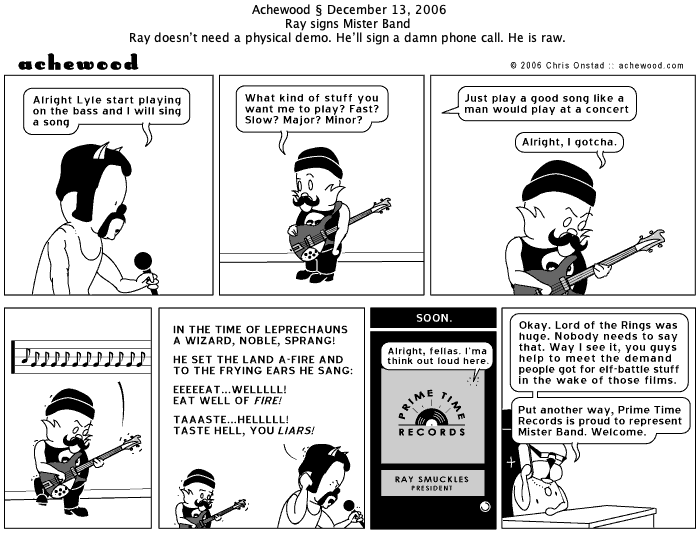 Achewood § December 13, 2006
Ray signs Mister Band
Ray doesn't need a physical demo. He'll sign a damn phone call. He is raw.
achewood
© 2006 Chris Onstad :: achewood.com
Alright Lyle start playing
on the bass and I will sing
a song
What kind of stuff you
want me to play? Fast?
Slow? Major? Minor?
Just play a good song like a
man would play at a concert
Alright, I gotcha.
IN THE TIME OF LEPRECHAUNS
A WIZARD, NOBLE, SPRANG!
HE SET THE LAND A-FIRE AND
TO THE FRYING EARS HE SANG:
EEEEEAT...WELLLLL!
EAT WELL OF FIRE!
TAAASTE...HELLLLL!
TASTE HELL, YOU LIARS!
SOON.
Alright, fellas. I'ma
think out loud here.
PRIME TIME
RECORDS
RAY SMUCKLES
PRESIDENT
Okay. Lord of the Rings was
huge. Nobody needs to say
that. Way I see it, you guys
help to meet the demand
people got for elf-battle stuff
in the wake of those films.
Put another way, Prime Time
Records is proud to represent
Mister Band. Welcome.